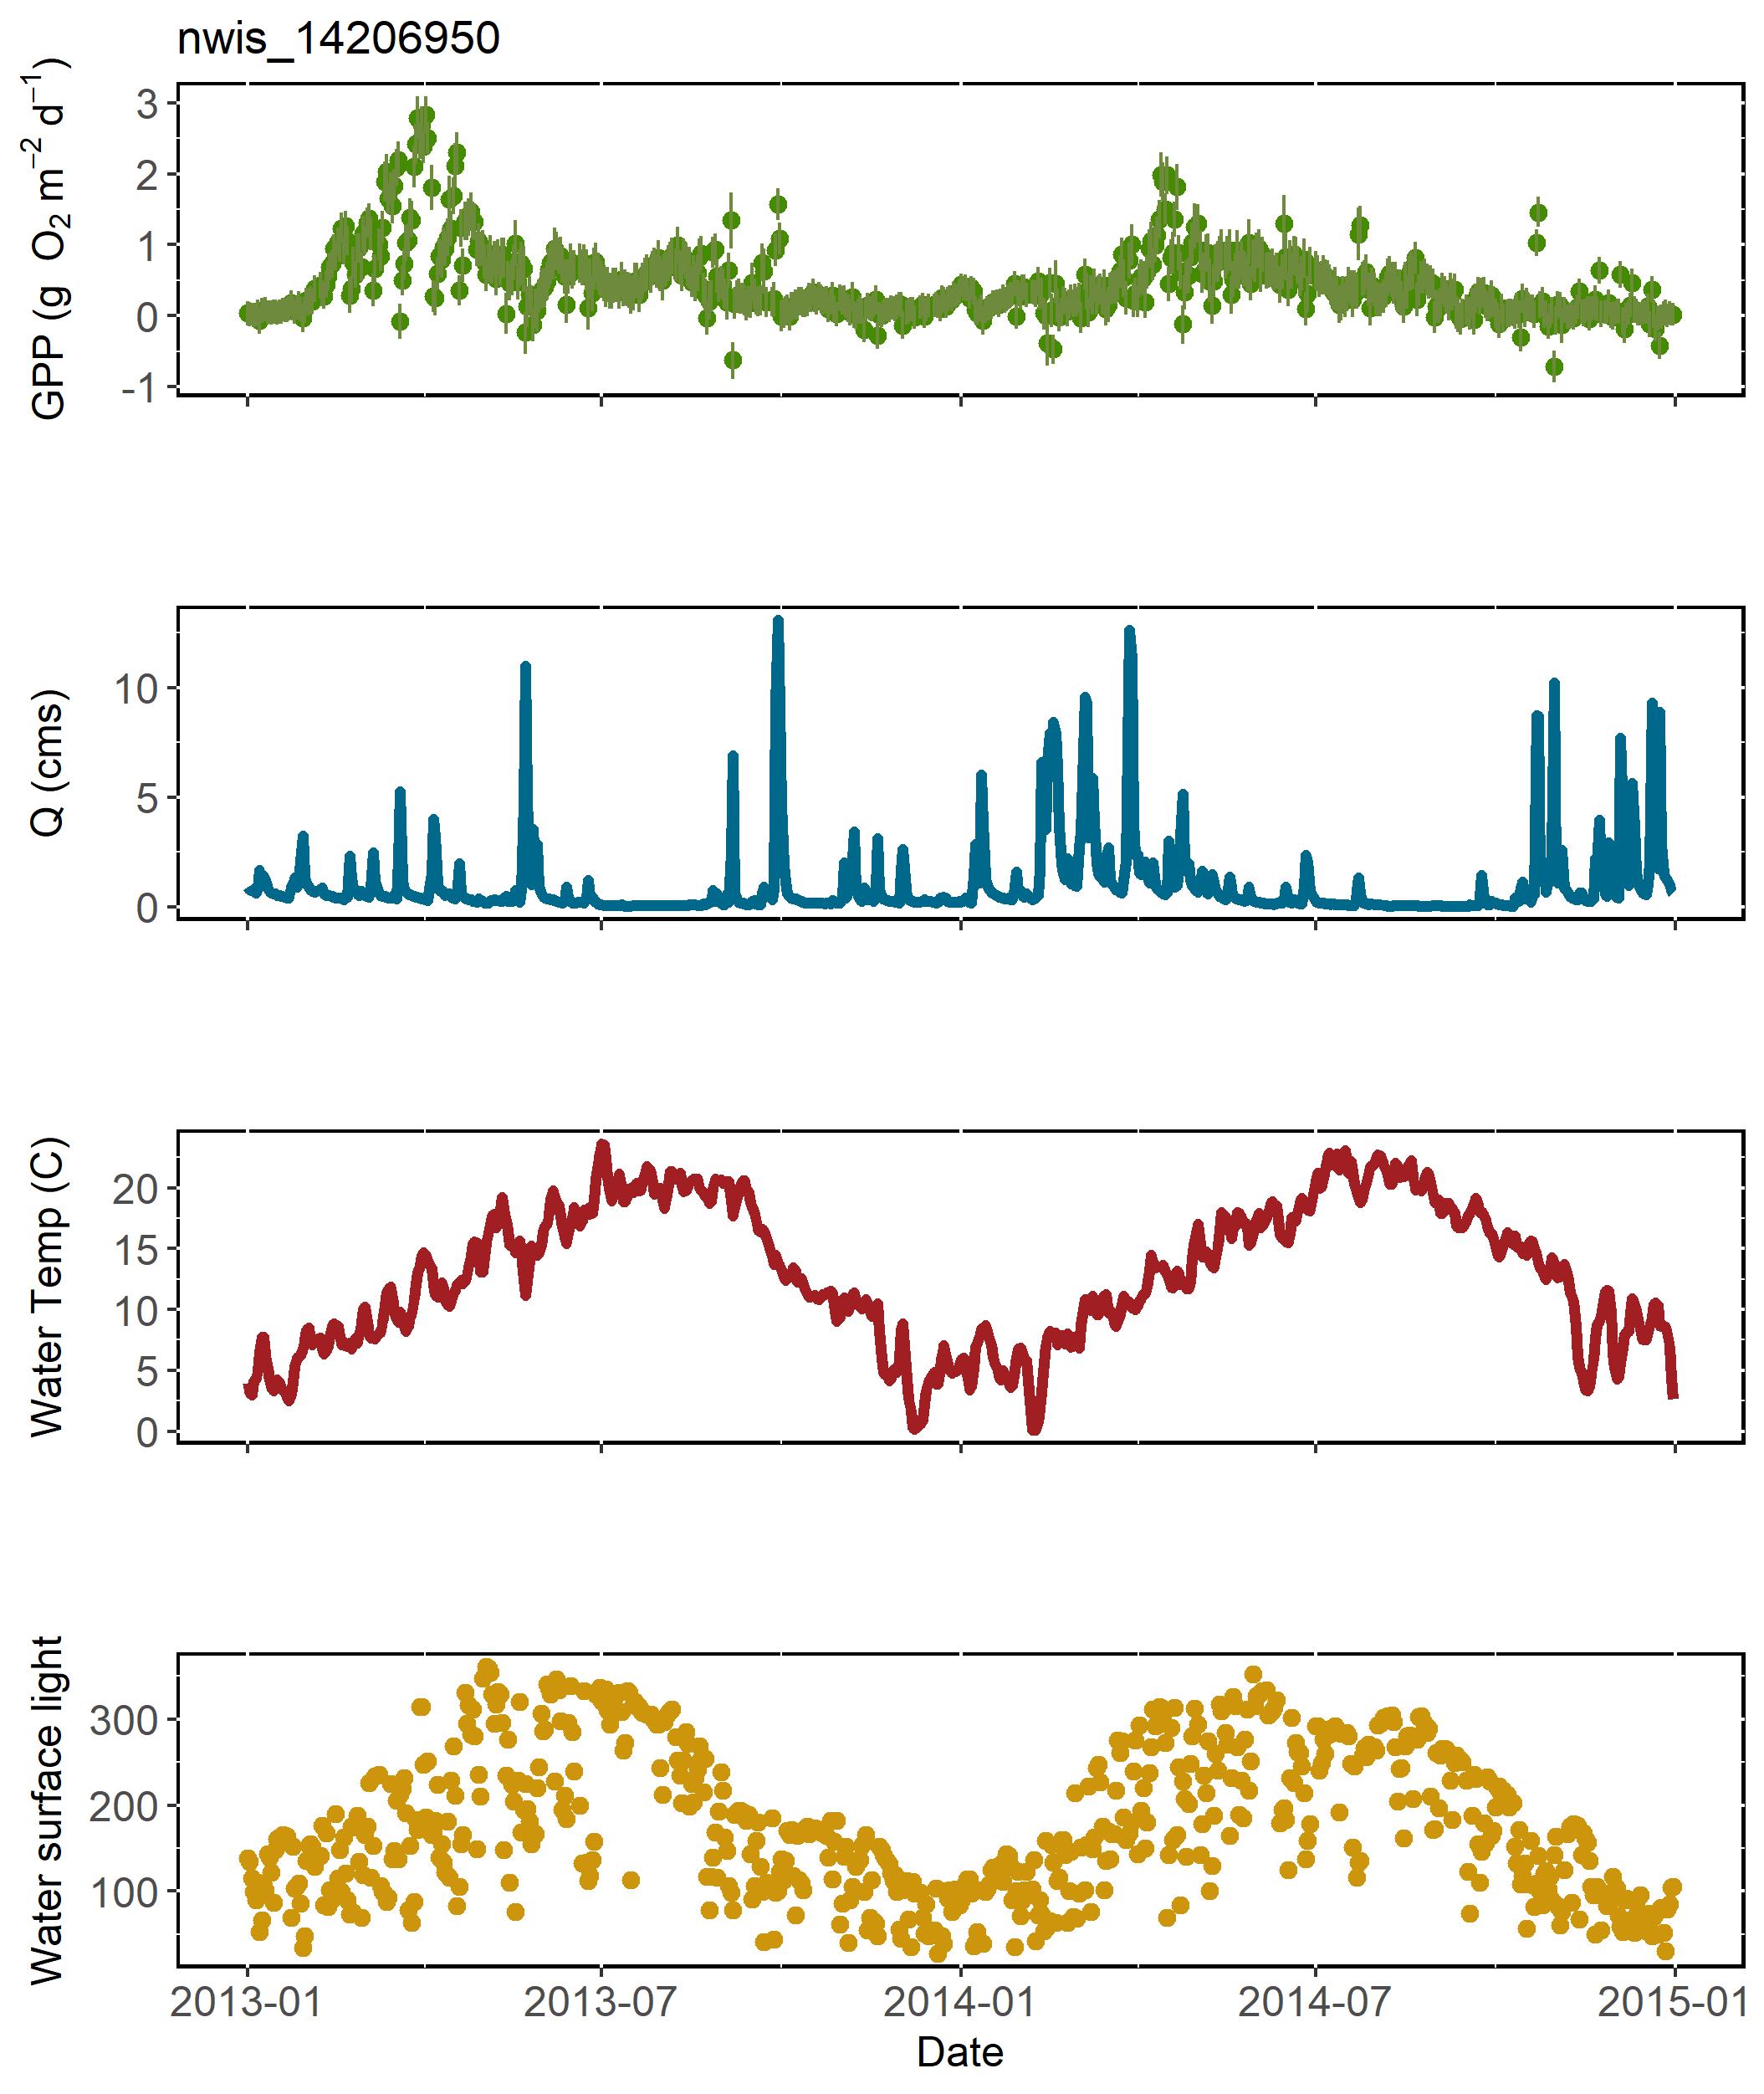 nwis_14206950
GPP (g O₂ m⁻² d⁻¹)
3
2
1
0
-1
Q (cms)
10
5
0
Water Temp (C)
20
15
10
5
0
Water surface light
300
200
100
2013-01 2013-07 2014-01 2014-07 2015-01
Date